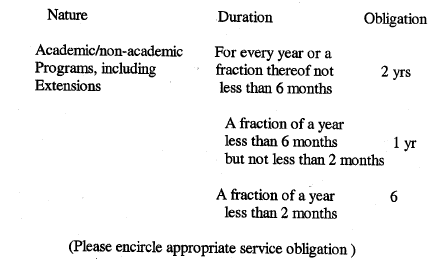 Nature Duration Obligation
Academic/non-academic For every year or a
Programs, including fraction thereof not 2 yrs
Extensions less than 6 months
A fraction of a year
less than 6 months 1 yr
but not less than 2 months
A fraction of a year 6
less than 2 months
(Please encircle appropriate service obligation )